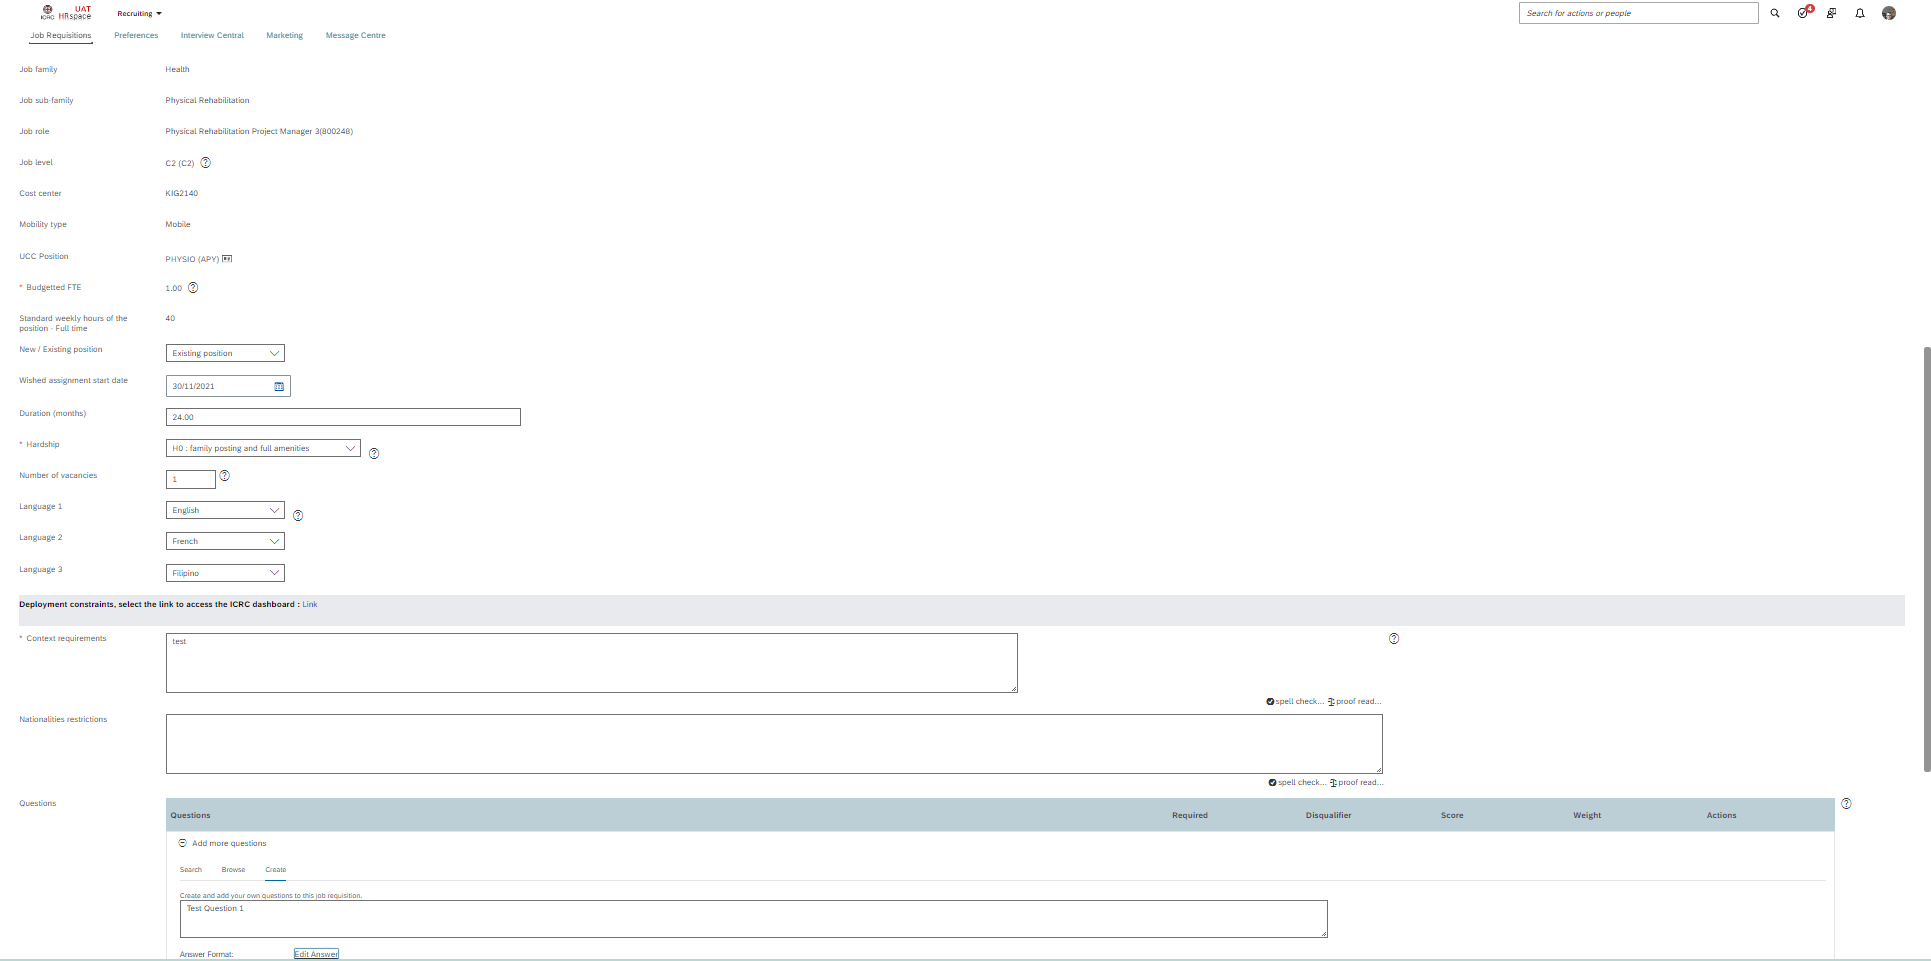 UAT
ICRC HRspace
Recruiting
Search for actions or people
4
Job Requisitions
Preferences
Interview Central
Marketing
Message Centre
Job family
Health
Job sub-family
Physical Rehabilitation
Job role
Physical Rehabilitation Project Manager 3(800248)
Job level
C2 (C2)
Cost center
KIG2140
Mobility type
Mobile
UCC Position
PHYSIO (APY)
* Budgetted FTE
1.00
Standard weekly hours of the
position - Full time
40
New / Existing position
Existing position
Wished assignment start date
30/11/2021
Duration (months)
24.00
* Hardship
H0 : family posting and full amenities
Number of vacancies
1
Language 1
English
Language 2
French
Language 3
Filipino
Deployment constraints, select the link to access the ICRC dashboard : Link
* Context requirements
test
spell check... proof read...
Nationalities restrictions
spell check... proof read...
Questions
Questions
Required
Disqualifier
Score
Weight
Actions
Add more questions
Search
Browse
Create
Create and add your own questions to this job requisition.
Test Question 1
Answer Format:
Edit Answer